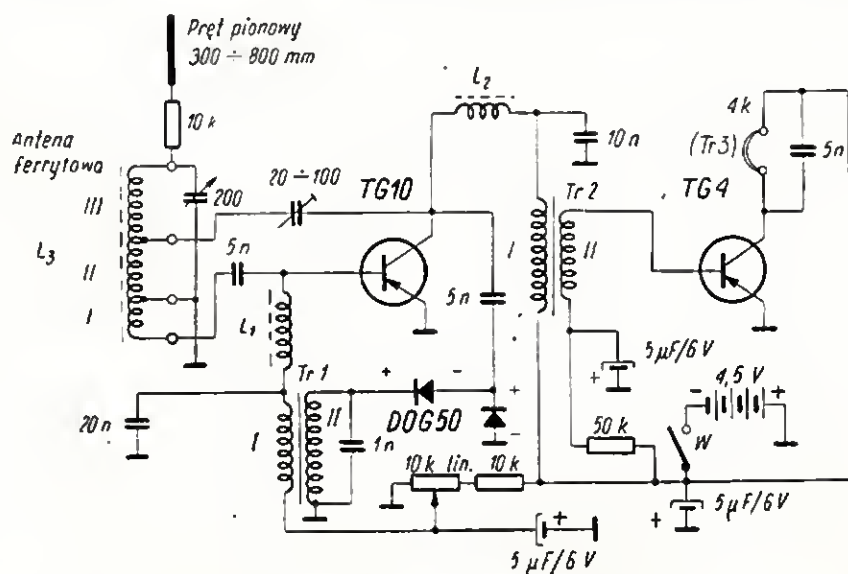 Pręt pionowy
300 ÷ 800 mm
10 k
Antena
ferrytowa
III
200
20 ÷ 100
TG10
L2
10 n
4 k
(Tr3)
5 n
TG4
L3
II
I
5 n
L1
5 n
Tr 2
I
II
5 μF/6 V
+
4,5 V
-
+
20 n
Tr 1
I
II
1 n
+
-
DOG50
+
-
50 k
W
10 k lin.
10 k
+
5 μF/6 V
+
5 μF/6 V